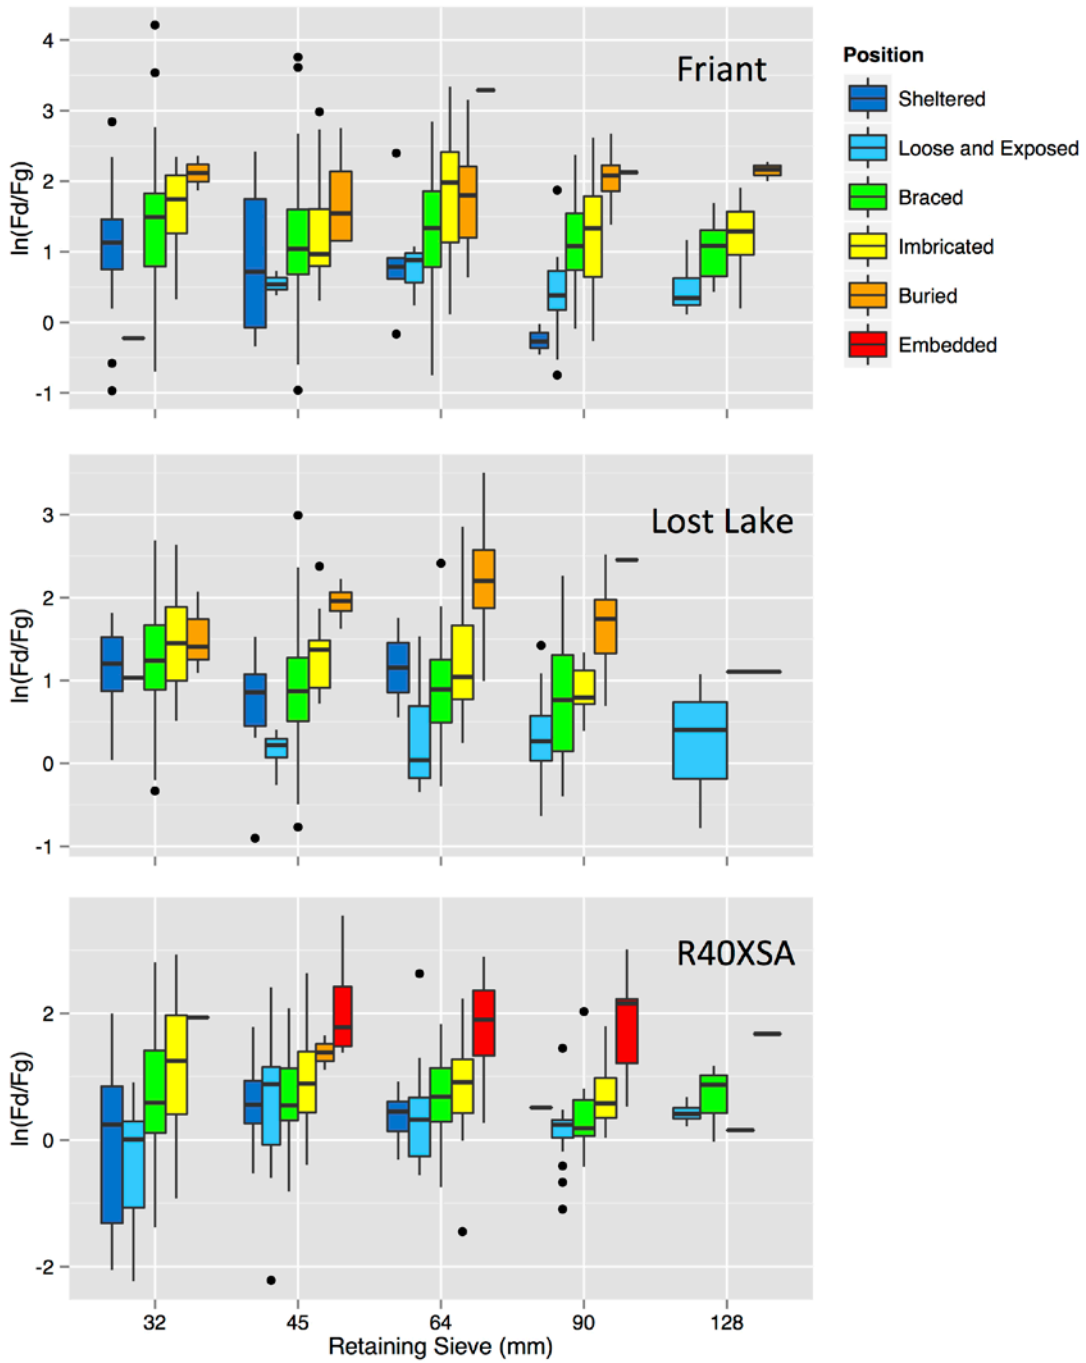 Friant
4
3
2
1
0
-1
ln(Fd/Fg)
Position
Sheltered
Loose and Exposed
Braced
Imbricated
Buried
Embedded
Lost Lake
3
2
1
0
-1
ln(Fd/Fg)
R40XSA
2
0
-2
ln(Fd/Fg)
32 45 64 90 128
Retaining Sieve (mm)